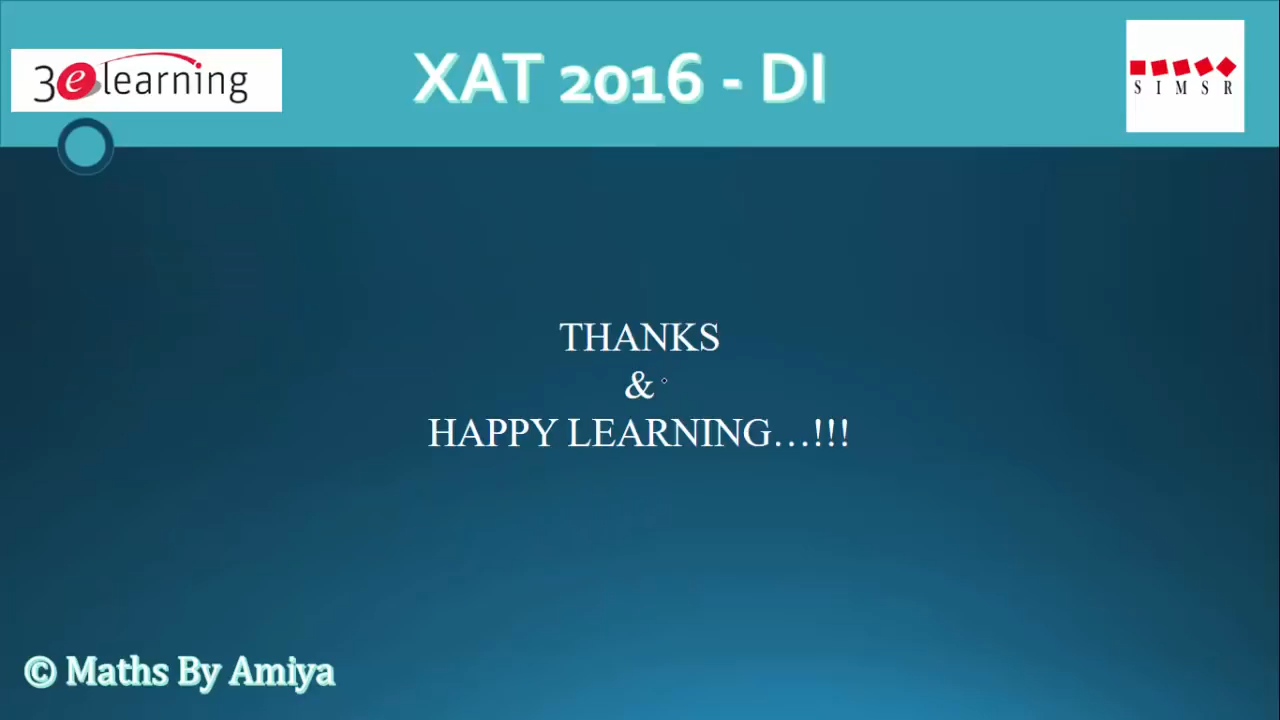 3elearning
XAT 2016 - DI
SIMSR
THANKS
&
HAPPY LEARNING...!!!
© Maths By Amiya